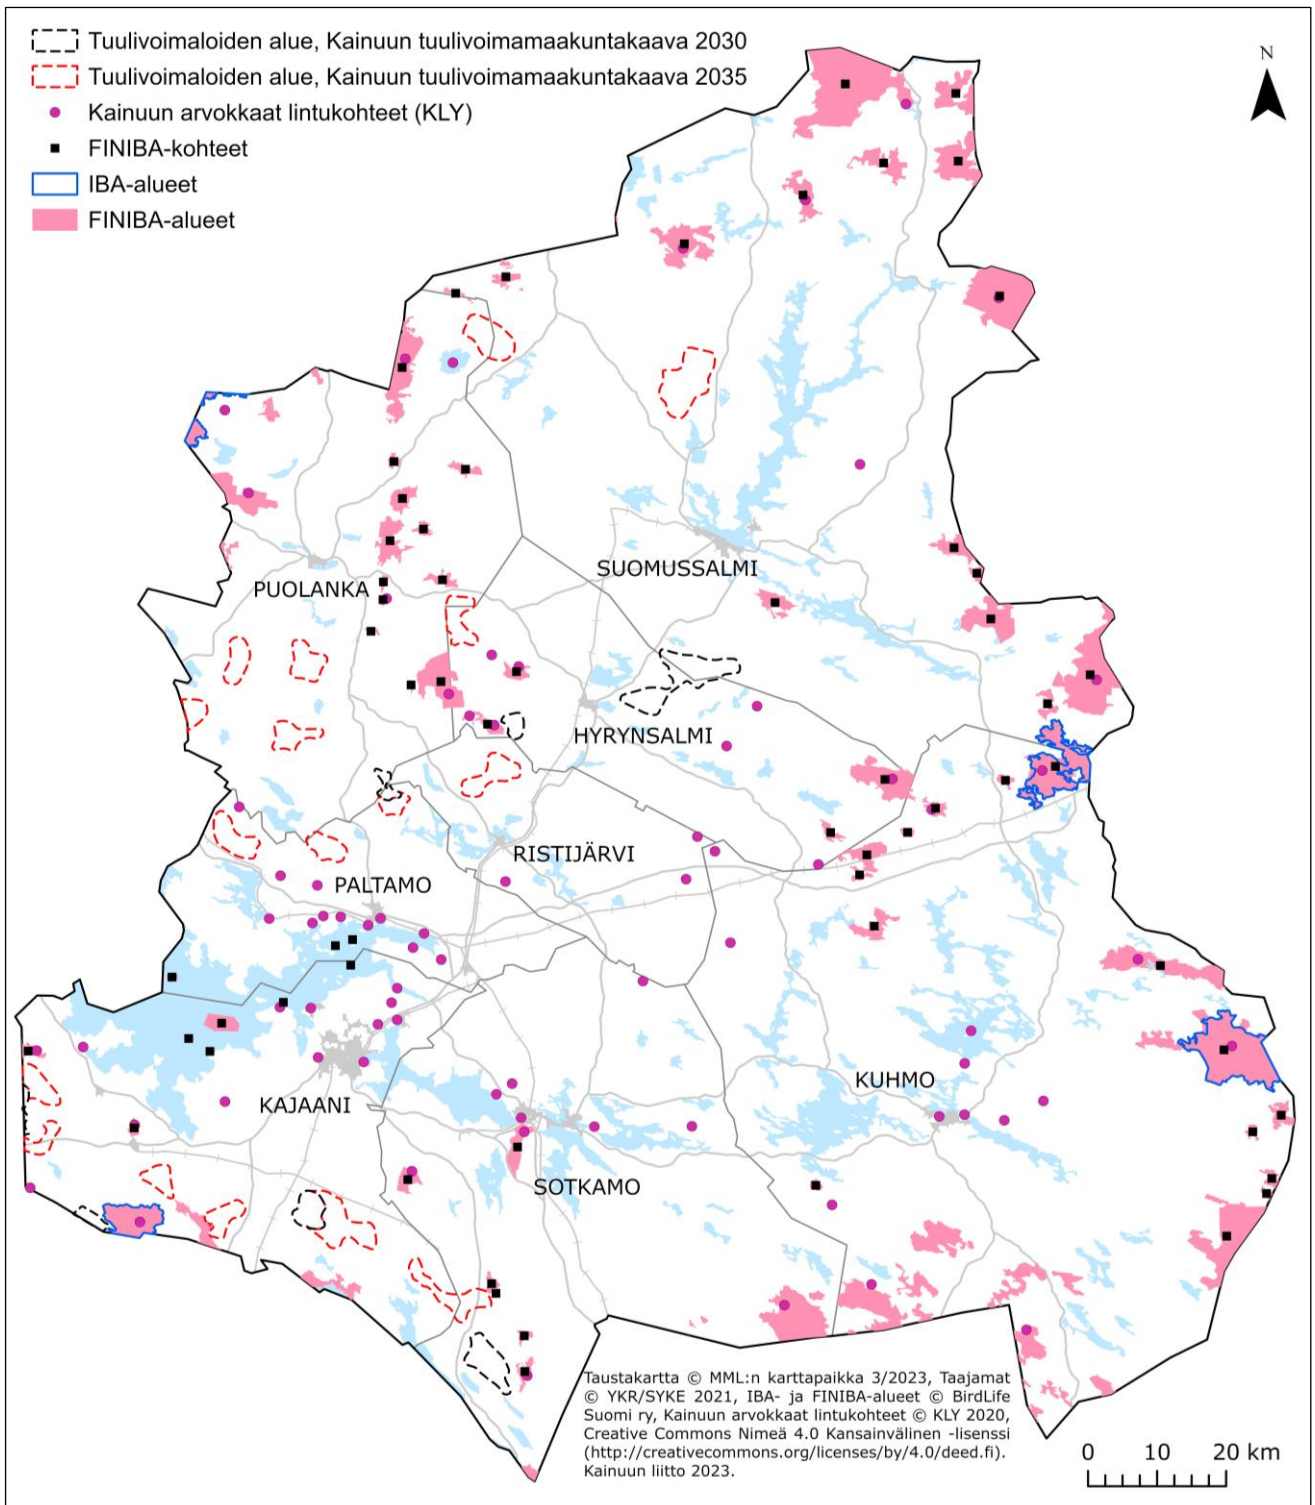 Tuulivoimaloiden alue, Kainuun tuulivoimamaakuntakaava 2030
Tuulivoimaloiden alue, Kainuun tuulivoimamaakuntakaava 2035
Kainuun arvokkaat lintukohteet (KLY)
FINIBA-kohteet
IBA-alueet
FINIBA-alueet
N
SUOMUSSALMI
PUOLANKA
HYRYNSALMI
RISTIJÄRVI
PALTAMO
KUHMO
KAJAANI
SOTKAMO
Taustakartta © MML:n karttapaikka 3/2023, Taajamat
© YKR/SYKE 2021, IBA- ja FINIBA-alueet © BirdLife
Suomi ry, Kainuun arvokkaat lintukohteet © KLY 2020,
Creative Commons Nimeä 4.0 Kansainvälinen -lisenssi
(http://creativecommons.org/licenses/by/4.0/deed.fi).
Kainuun liitto 2023.
0 10 20 km